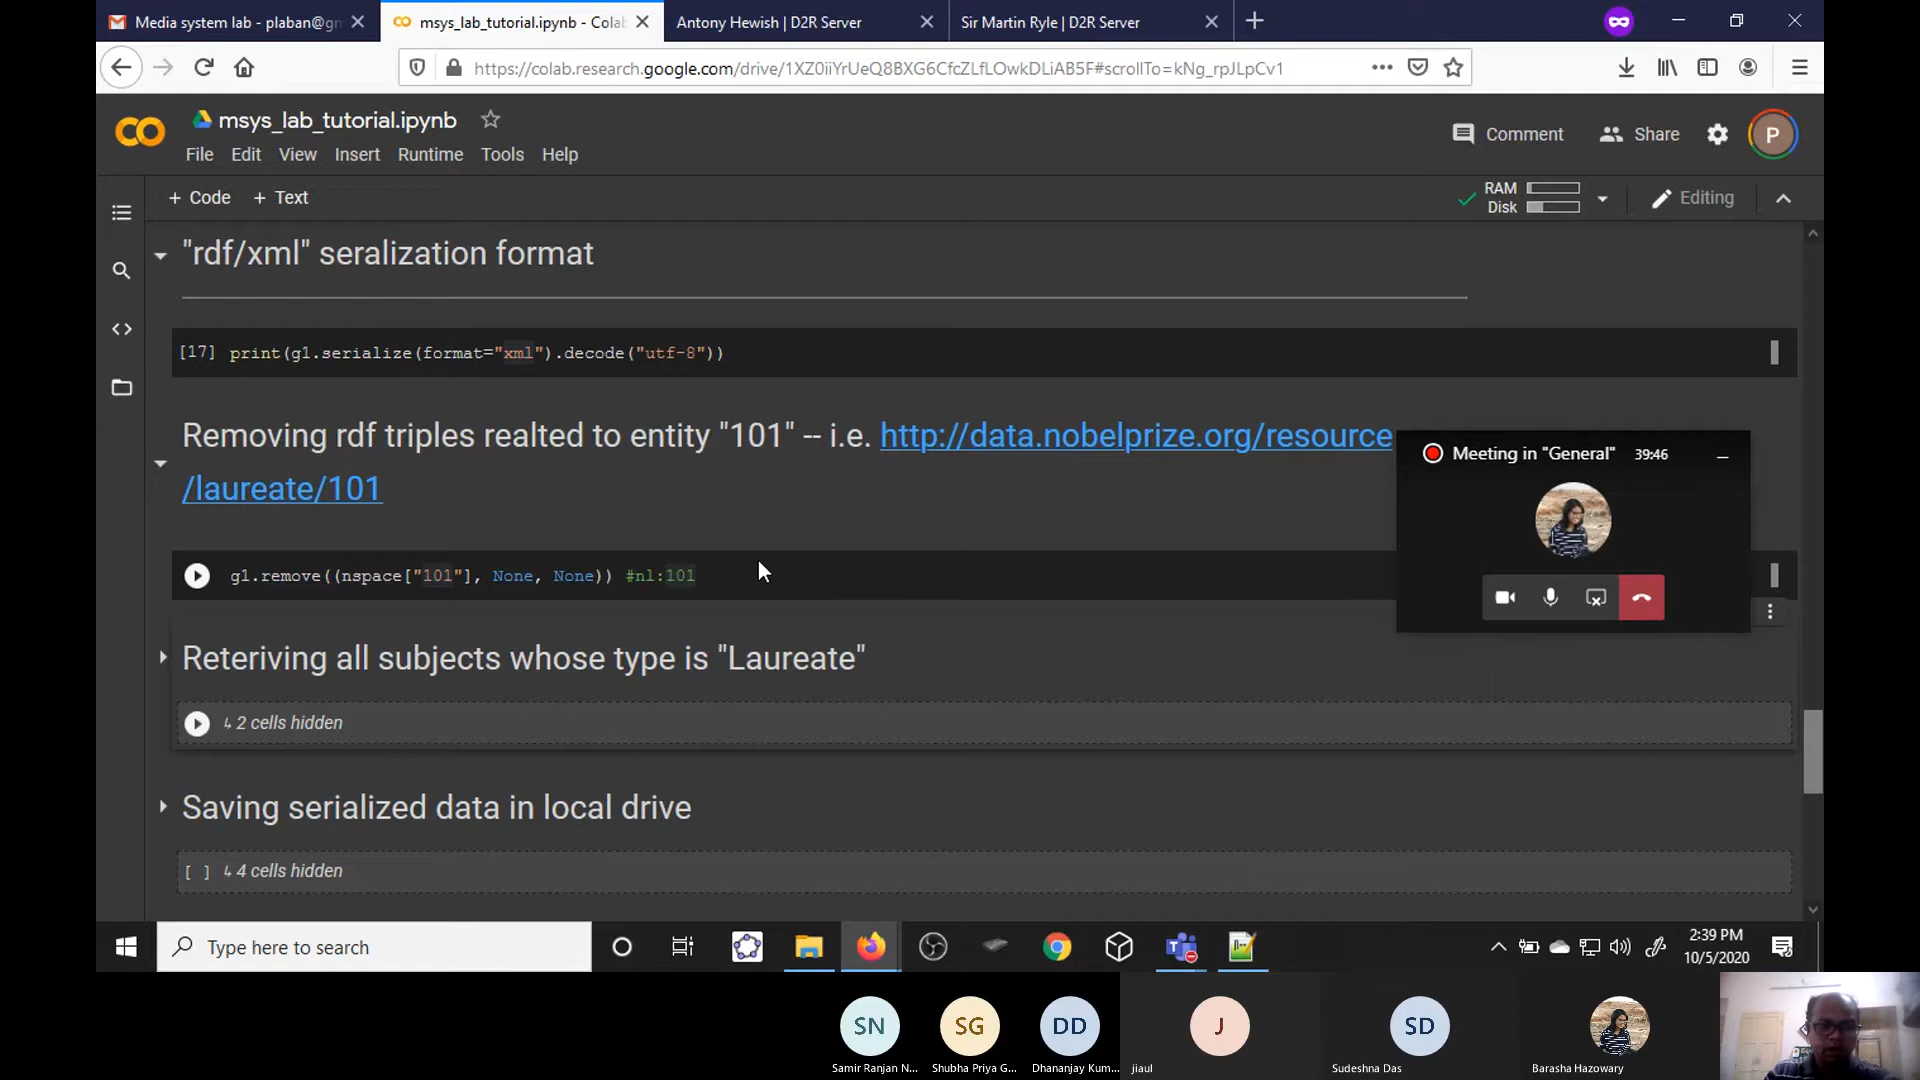 Media system lab - plaban@gm
msys_lab_tutorial.ipynb - Colab
Antony Hewish | D2R Server
Sir Martin Ryle | D2R Server
https://colab.research.google.com/drive/1XZ0iiYrUeQ8BXG6CfcZLfLOwkDLiAB5F#scrollTo=kNg_rpJLpCv1
CO
msys_lab_tutorial.ipynb
Comment
Share
P
File Edit View Insert Runtime Tools Help
+ Code + Text
RAM
Disk
Editing
"rdf/xml" seralization format
[17] print(g1.serialize(format="xml").decode("utf-8"))
Removing rdf triples realted to entity "101" -- i.e. http://data.nobelprize.org/resource
/laureate/101
Meeting in "General" 39:46
g1.remove((nspace["101"], None, None)) #nl:101
Reteriving all subjects whose type is "Laureate"
2 cells hidden
Saving serialized data in local drive
[ ] 4 cells hidden
Type here to search
2:39 PM
10/5/2020
SN
SG
DD
J
SD
Samir Ranjan N...
Shubha Priya G...
Dhananjay Kum...
jiaul
Sudeshna Das
Barasha Hazowary